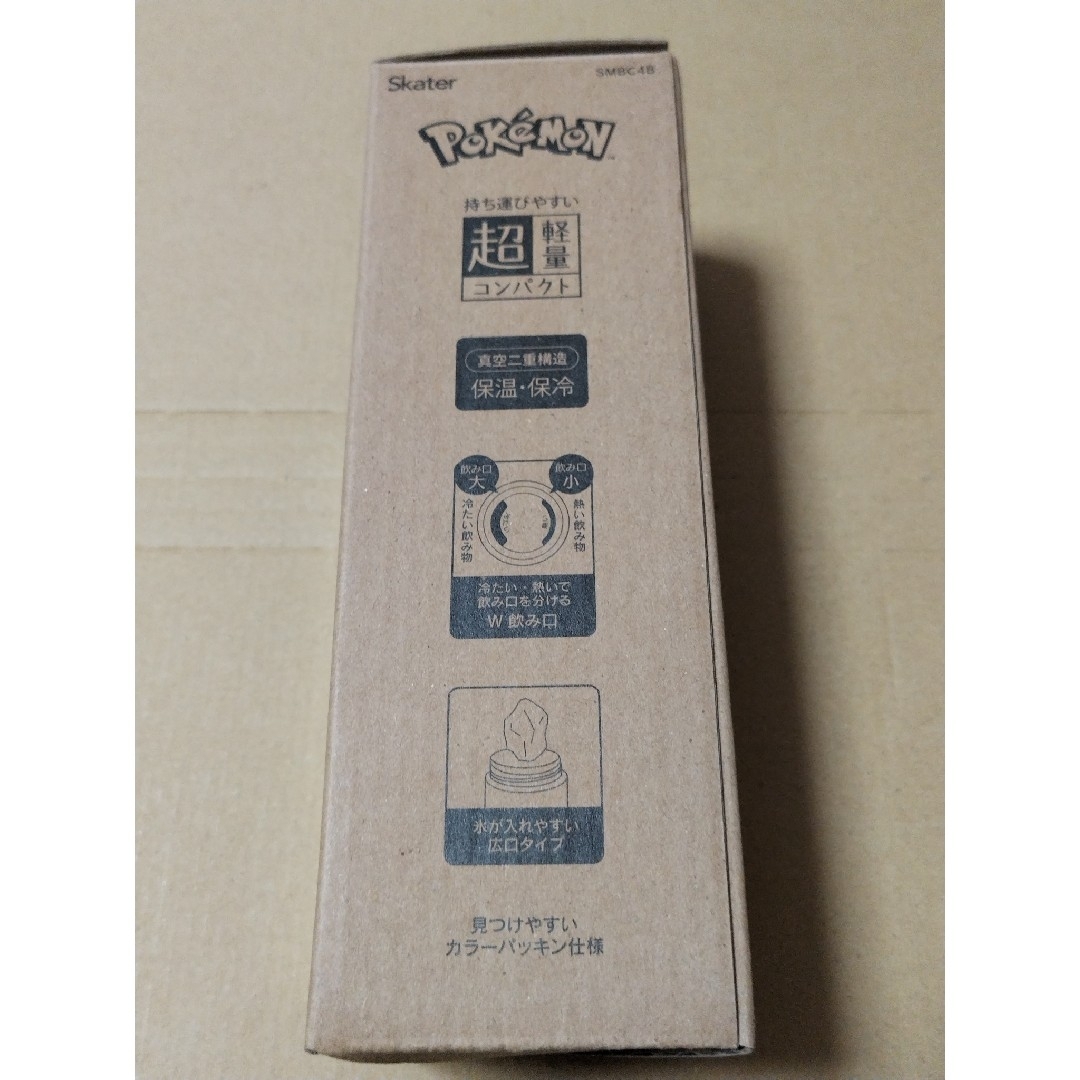 Skater
SMBC4B
POKéMON
持ち運びやすい
超軽量
コンパクト
真空二重構造
保温・保冷
飲み口
大
飲み口
小
冷たい飲み物
熱い飲み物
冷たい・熱いで
飲み口を分ける
W 飲み口
氷が入れやすい
広口タイプ
見つけやすい
カラーパッキン仕様